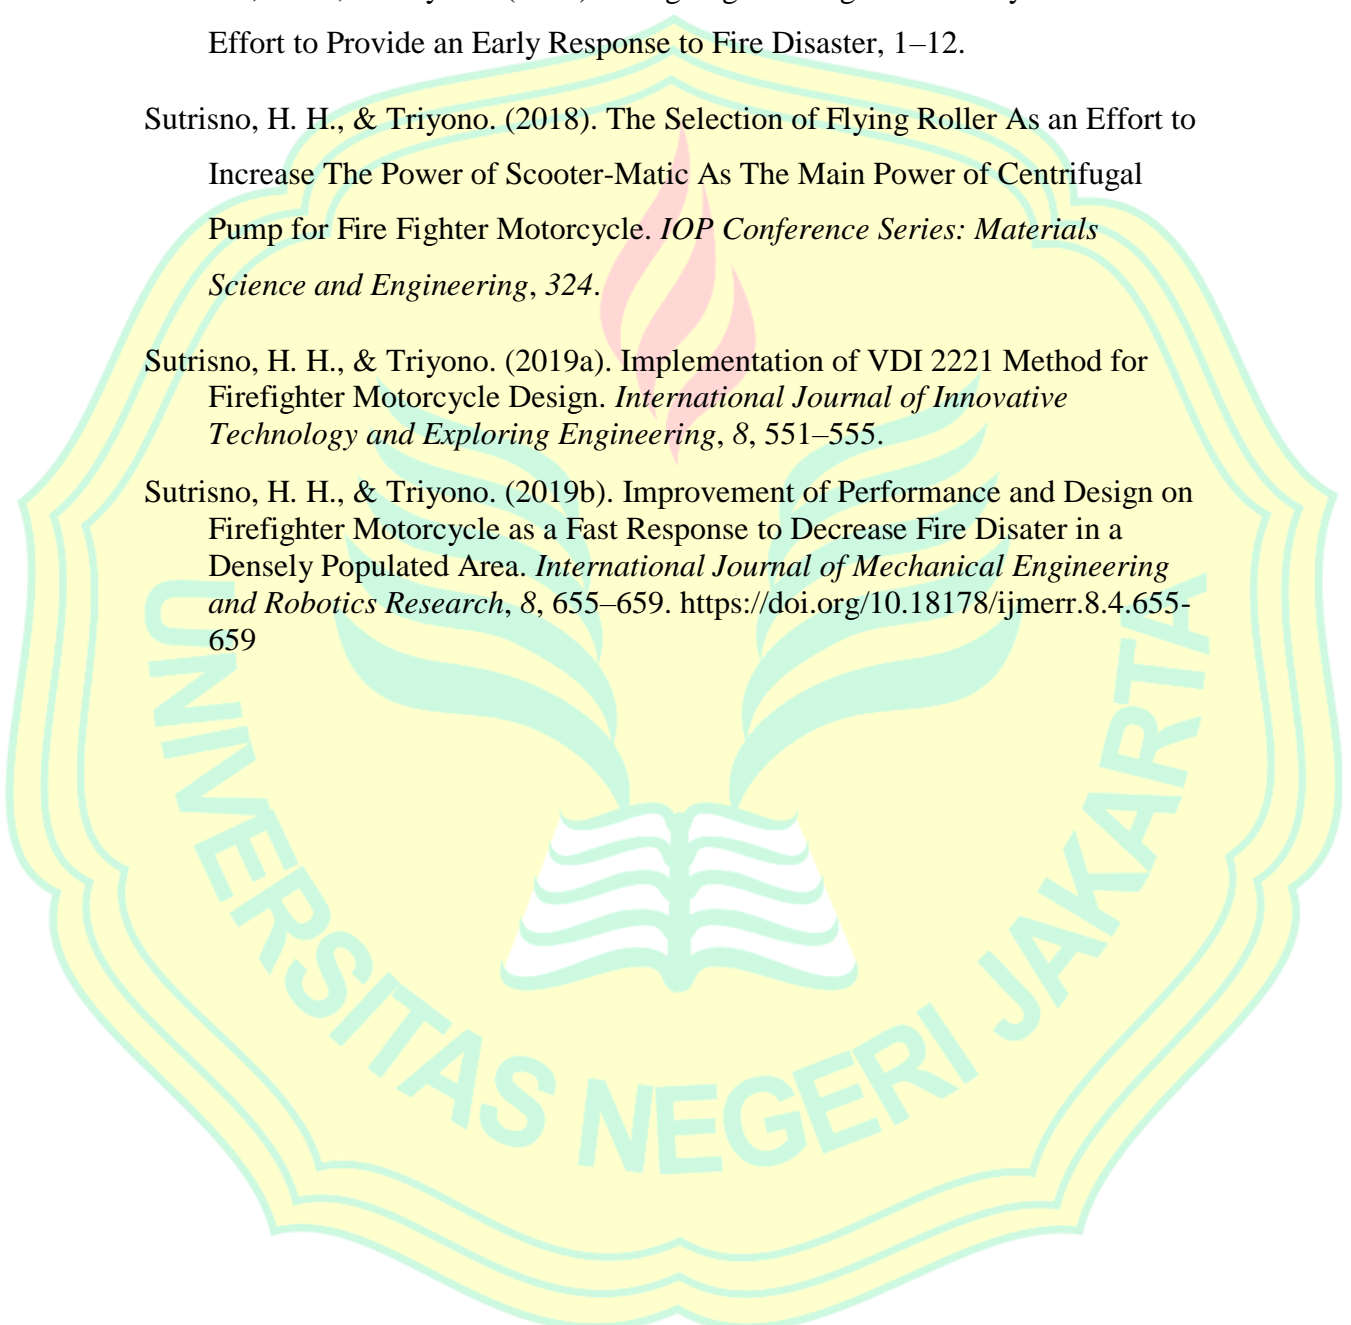 Effort to Provide an Early Response to Fire Disaster, 1–12.
Sutrisno, H. H., & Triyono. (2018). The Selection of Flying Roller As an Effort to
Increase The Power of Scooter-Matic As The Main Power of Centrifugal
Pump for Fire Fighter Motorcycle. IOP Conference Series: Materials
Science and Engineering, 324.
Sutrisno, H. H., & Triyono. (2019a). Implementation of VDI 2221 Method for
Firefighter Motorcycle Design. International Journal of Innovative
Technology and Exploring Engineering, 8, 551–555.
Sutrisno, H. H., & Triyono. (2019b). Improvement of Performance and Design on
Firefighter Motorcycle as a Fast Response to Decrease Fire Disater in a
Densely Populated Area. International Journal of Mechanical Engineering
and Robotics Research, 8, 655–659. https://doi.org/10.18178/ijmerr.8.4.655-
659
UNIVERSITAS NEGERI JAKARTA